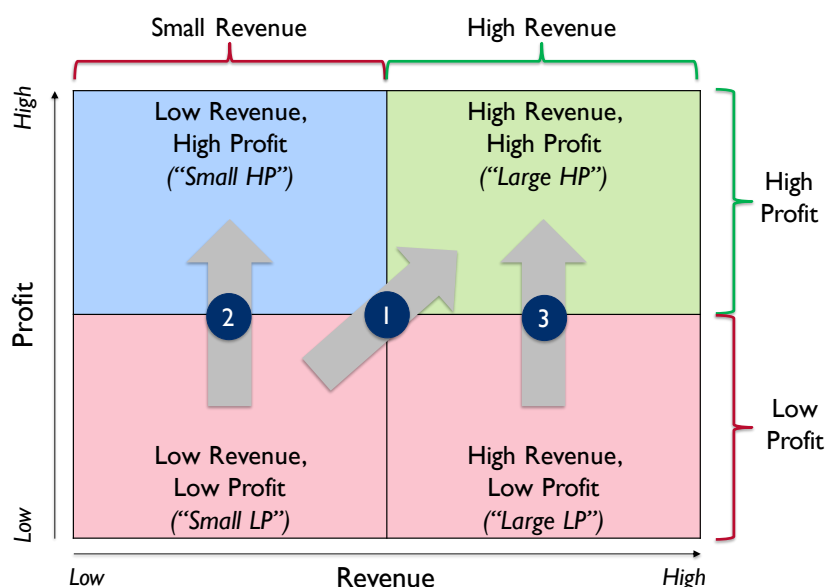 Small Revenue
High Revenue
High
Low Revenue,
High Profit
(“Small HP”)
High Revenue,
High Profit
(“Large HP”)
High
Profit
Profit
2
1
3
Low Revenue,
Low Profit
(“Small LP”)
High Revenue,
Low Profit
(“Large LP”)
Low
Profit
Low
Low
Revenue
High